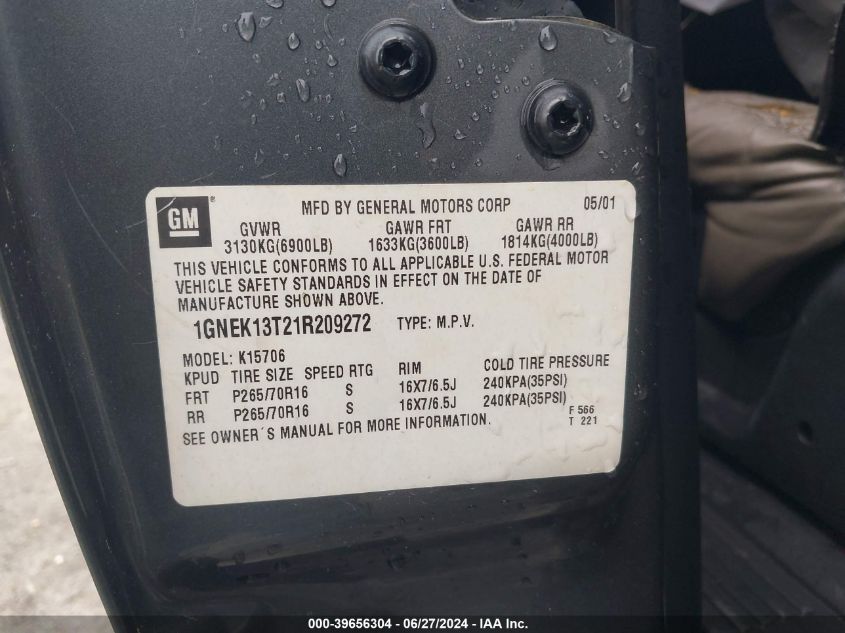 GM ®
MFD BY GENERAL MOTORS CORP 05/01
GVWR GAWR FRT GAWR RR
3130KG(6900LB) 1633KG(3600LB) 1814KG(4000LB)
THIS VEHICLE CONFORMS TO ALL APPLICABLE U.S. FEDERAL MOTOR
VEHICLE SAFETY STANDARDS IN EFFECT ON THE DATE OF
MANUFACTURE SHOWN ABOVE.
1GNEK13T21R209272 TYPE: M.P.V.
MODEL: K15706
KPUD TIRE SIZE SPEED RTG RIM COLD TIRE PRESSURE
FRT P265/70R16 S 16X7/6.5J 240KPA(35PSI)
RR P265/70R16 S 16X7/6.5J 240KPA(35PSI)
SEE OWNER´S MANUAL FOR MORE INFORMATION.
F 566
T 221
000-39656304 - 06/27/2024 - IAA Inc.